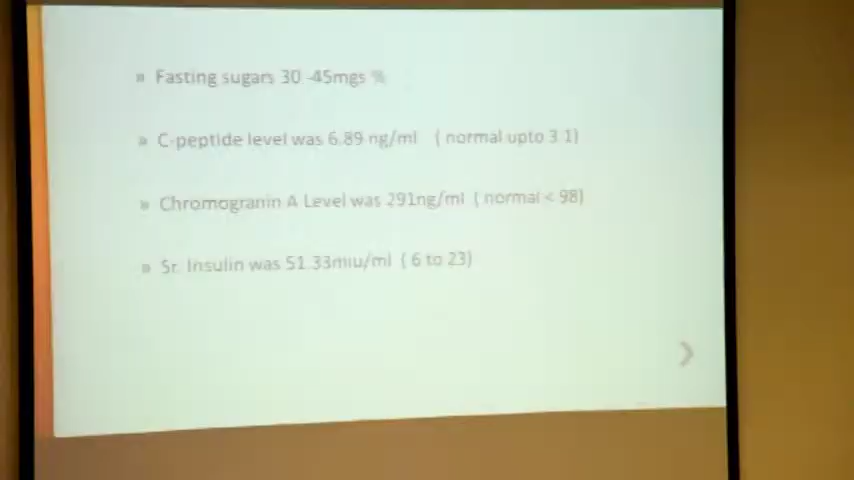 » Fasting sugars 30 -45mgs %
» C-peptide level was 6.89 ng/ml ( normal upto 3.1)
» Chromogranin A Level was 291ng/ml ( normal < 98)
» Sr. Insulin was 51.33miu/ml ( 6 to 23)